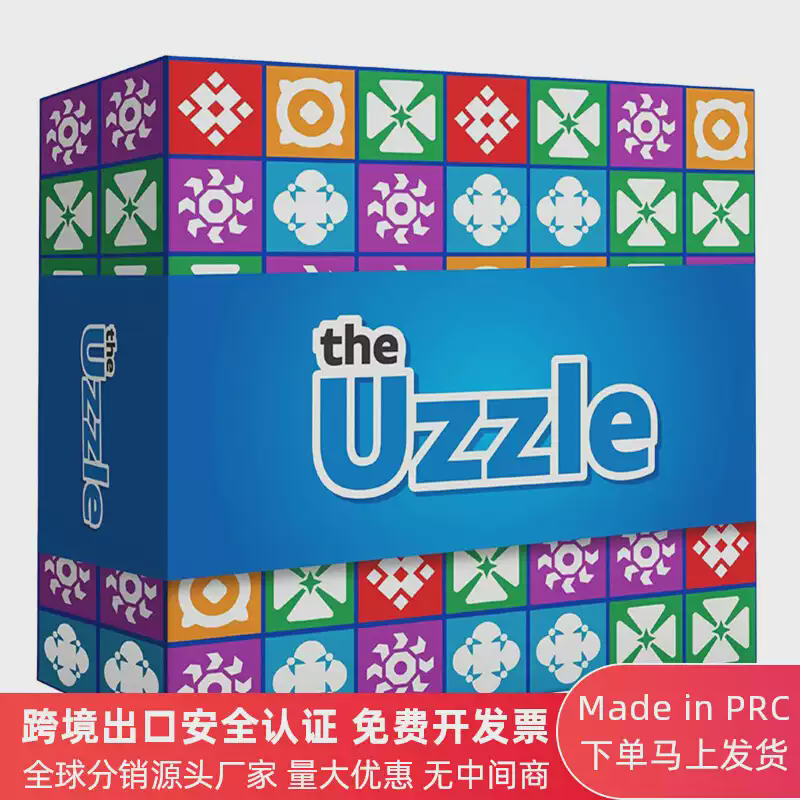 the
Uzzle
the Uzzle
跨境出口安全认证 免费开发票
全球分销源头厂家 量大优惠 无中间商
Made in PRC
下单马上发货